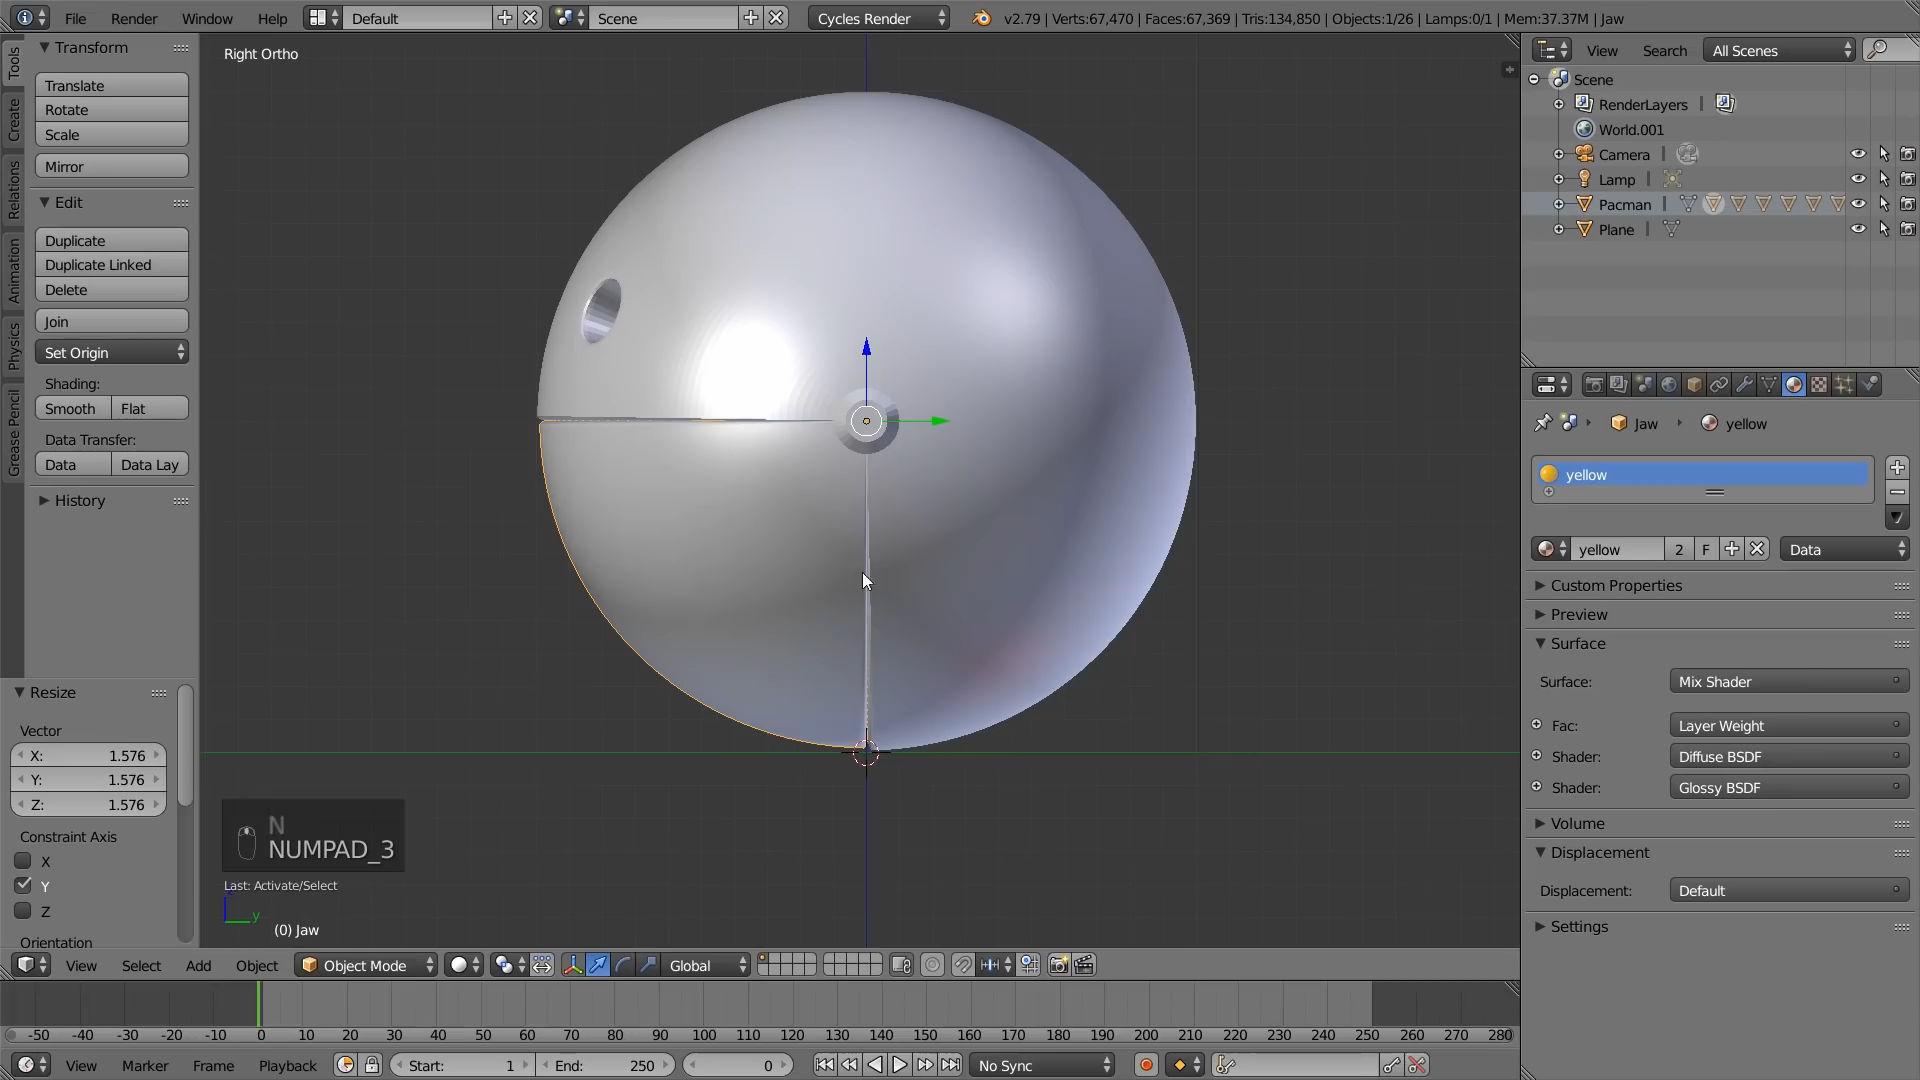 File Render Window Help Default Scene Cycles Render v2.79 | Verts:67,470 | Faces:67,369 | Tris:134,850 | Objects:1/26 | Lamps:0/1 | Mem:37.37M | Jaw
Tools
Create
Relations
Animation
Physics
Grease Pencil
Transform
Translate
Rotate
Scale
Mirror
Edit
Duplicate
Duplicate Linked
Delete
Join
Set Origin
Shading:
Smooth Flat
Data Transfer:
Data Data Lay
History
Resize
Vector
X: 1.576
Y: 1.576
Z: 1.576
Constraint Axis
X
Y
Z
Orientation
Right Ortho
N
NUMPAD_3
Last: Activate/Select
y
(0) Jaw
View Search All Scenes
Scene
RenderLayers |
World.001
Camera |
Lamp |
Pacman |
Plane |
Jaw yellow
yellow
yellow 2 F Data
Custom Properties
Preview
Surface
Surface: Mix Shader
Fac: Layer Weight
Shader: Diffuse BSDF
Shader: Glossy BSDF
Volume
Displacement
Displacement: Default
Settings
View Select Add Object Object Mode Global
-50 -40 -30 -20 -10 0 10 20 30 40 50 60 70 80 90 100 110 120 130 140 150 160 170 180 190 200 210 220 230 240 250 260 270 280
View Marker Frame Playback Start: 1 End: 250 0 No Sync